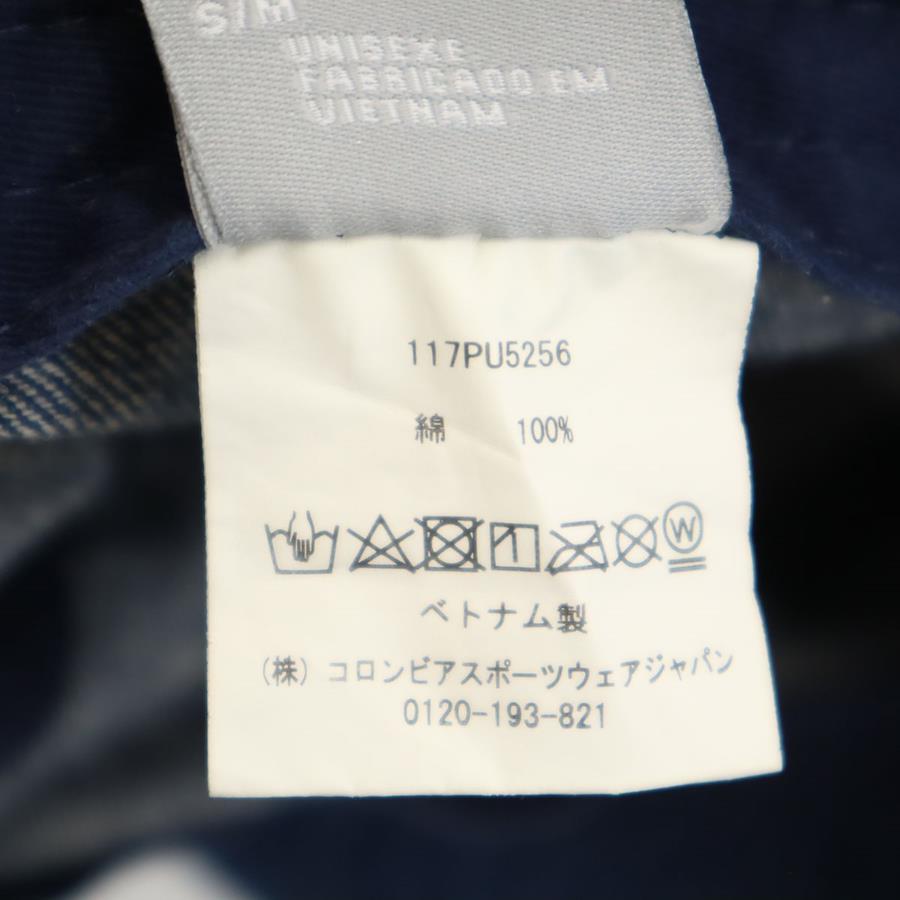 S/M
UNISEXE
FABRICADO EM
VIETNAM
117PU5256
綿 100%
W
ベトナム製
(株) コロンビアスポーツウェアジャパン
0120-193-821